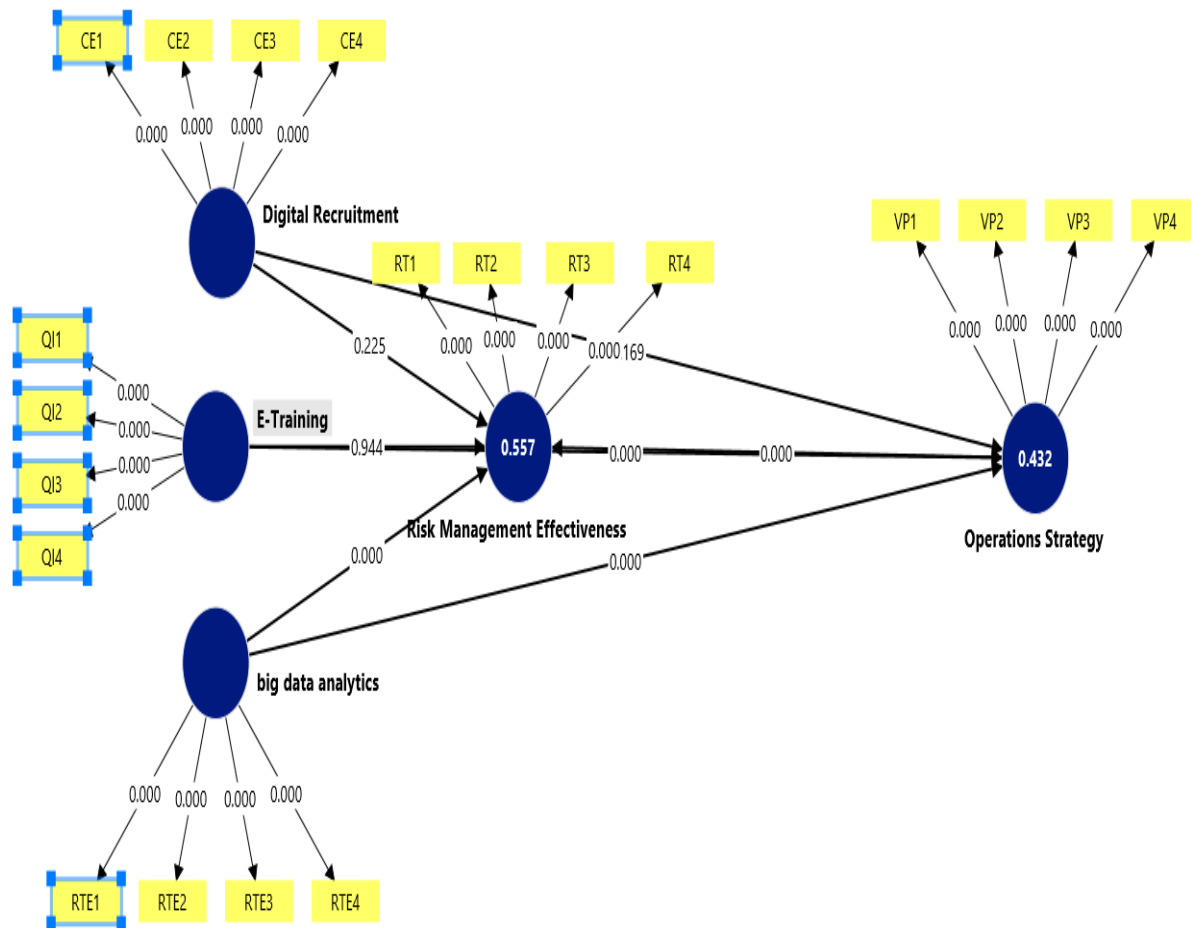 CE1 CE2 CE3 CE4
0.000 0.000 0.000 0.000
Digital Recruitment
VP1 VP2 VP3 VP4
RT1 RT2 RT3 RT4
0.000 0.000 0.000 0.000
QI1
QI2
QI3
QI4
0.000
0.000
0.000
0.000
0.225
0.000 0.000 0.000 0.000 169
E-Training
0.944
0.557
0.000
0.000
0.432
Risk Management Effectiveness
Operations Strategy
0.000
0.000
big data analytics
0.000 0.000 0.000 0.000
RTE1 RTE2 RTE3 RTE4